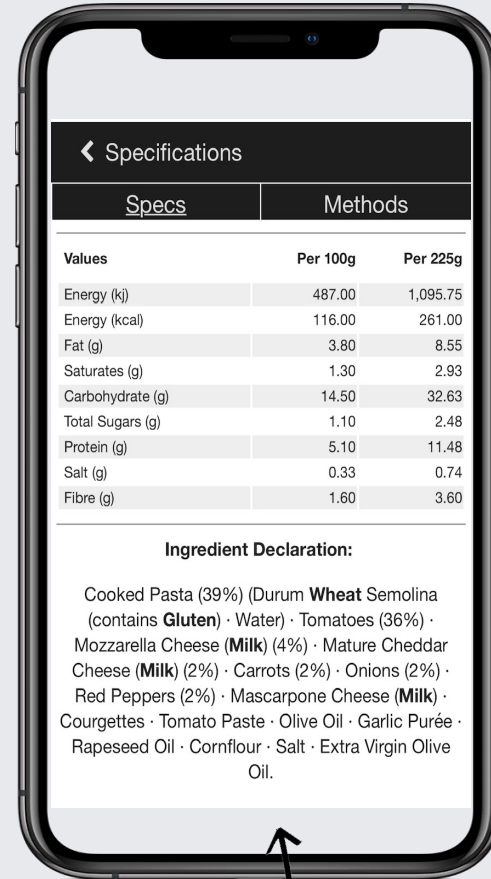 Specifications
Specs Methods
Values Per 100g Per 225g
Energy (kj) 487.00 1,095.75
Energy (kcal) 116.00 261.00
Fat (g) 3.80 8.55
Saturates (g) 1.30 2.93
Carbohydrate (g) 14.50 32.63
Total Sugars (g) 1.10 2.48
Protein (g) 5.10 11.48
Salt (g) 0.33 0.74
Fibre (g) 1.60 3.60
Ingredient Declaration:
Cooked Pasta (39%) (Durum Wheat Semolina
(contains Gluten) · Water) · Tomatoes (36%) ·
Mozzarella Cheese (Milk) (4%) · Mature Cheddar
Cheese (Milk) (2%) · Carrots (2%) · Onions (2%) ·
Red Peppers (2%) · Mascarpone Cheese (Milk) ·
Courgettes · Tomato Paste · Olive Oil · Garlic Purée ·
Rapeseed Oil · Cornflour · Salt · Extra Virgin Olive
Oil.